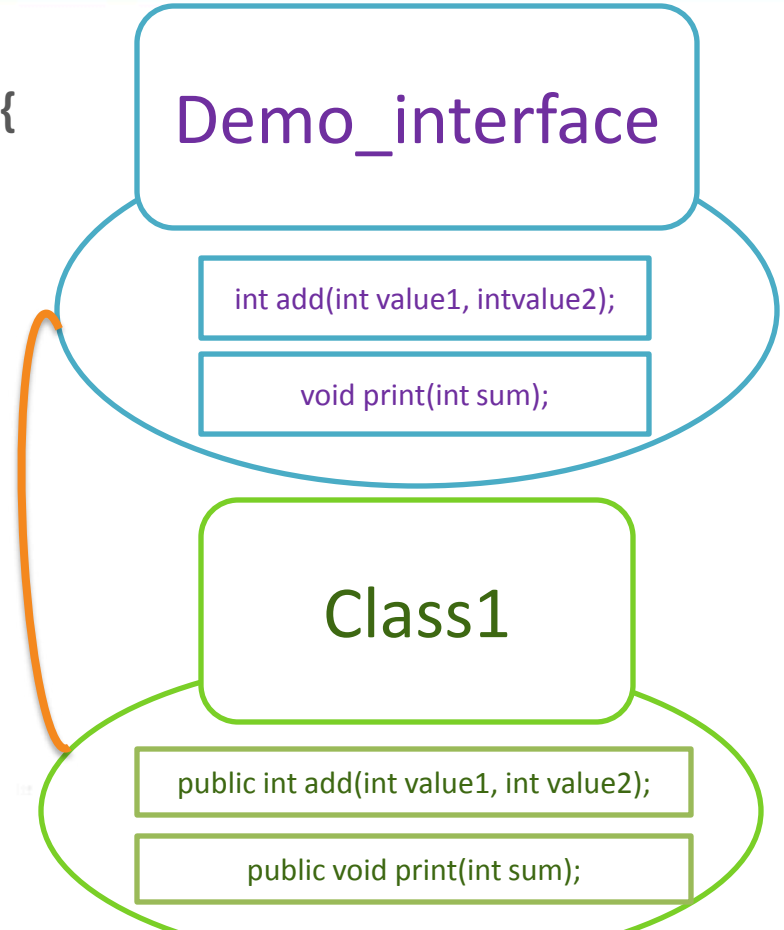 {
Demo_interface
int add(int value1, intvalue2);
void print(int sum);
Class1
public int add(int value1, int value2);
public void print(int sum);